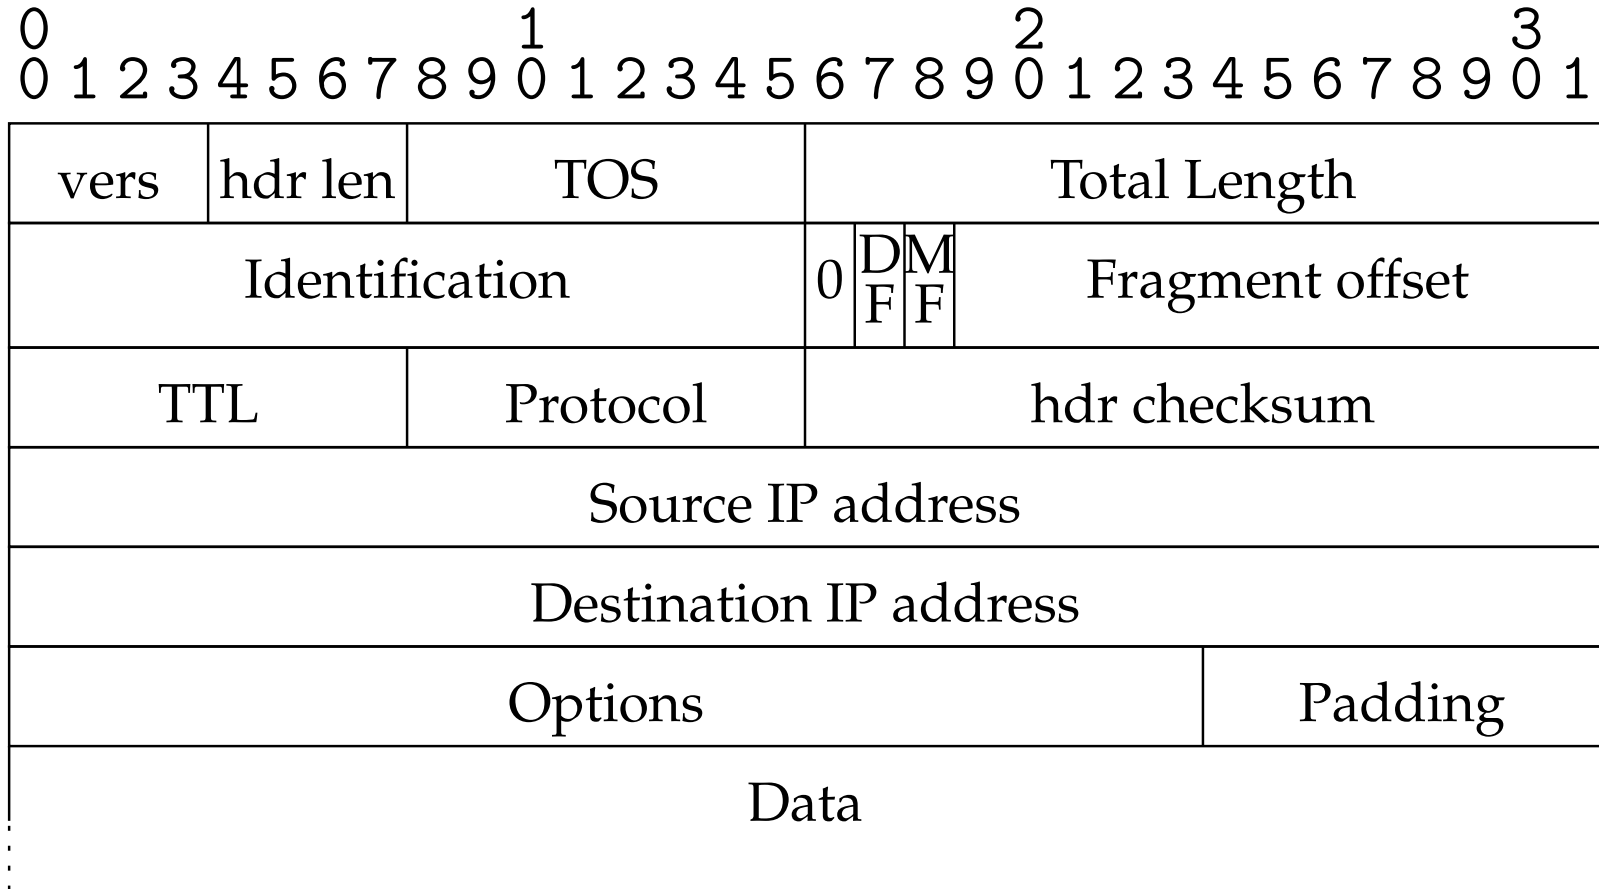 0 1 2 3
0 1 2 3 4 5 6 7 8 9 0 1 2 3 4 5 6 7 8 9 0 1 2 3 4 5 6 7 8 9 0 1
vers hdr len TOS Total Length
Identification 0 DF MF Fragment offset
TTL Protocol hdr checksum
Source IP address
Destination IP address
Options Padding
Data